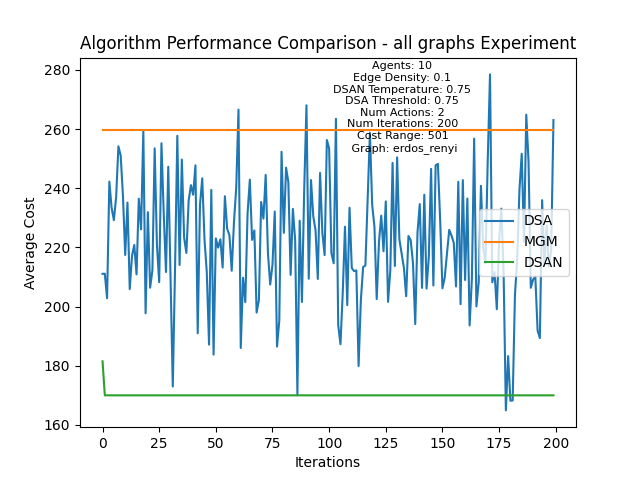 Algorithm Performance Comparison - all graphs Experiment
Agents: 10
Edge Density: 0.1
DSAN Temperature: 0.75
DSA Threshold: 0.75
Num Actions: 2
Num Iterations: 200
Cost Range: 501
Graph: erdos_renyi
280
260
240
220
200
180
160
Average Cost
DSA
MGM
DSAN
0 25 50 75 100 125 150 175 200
Iterations